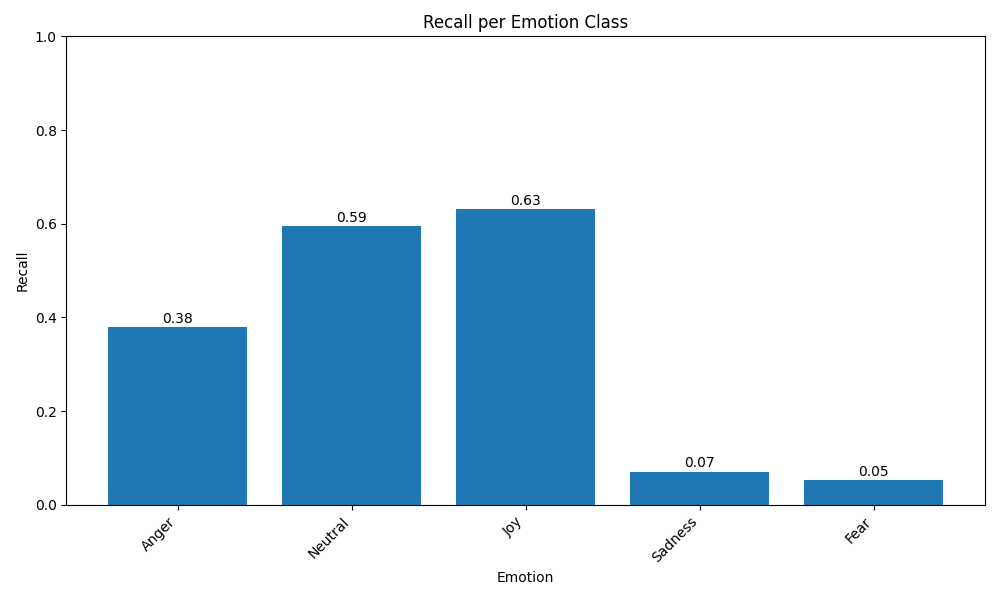 Recall per Emotion Class
1.0
0.8
0.6
0.4
0.2
0.0
Recall
0.38
0.59
0.63
0.07
0.05
Anger
Neutral
Joy
Sadness
Fear
Emotion